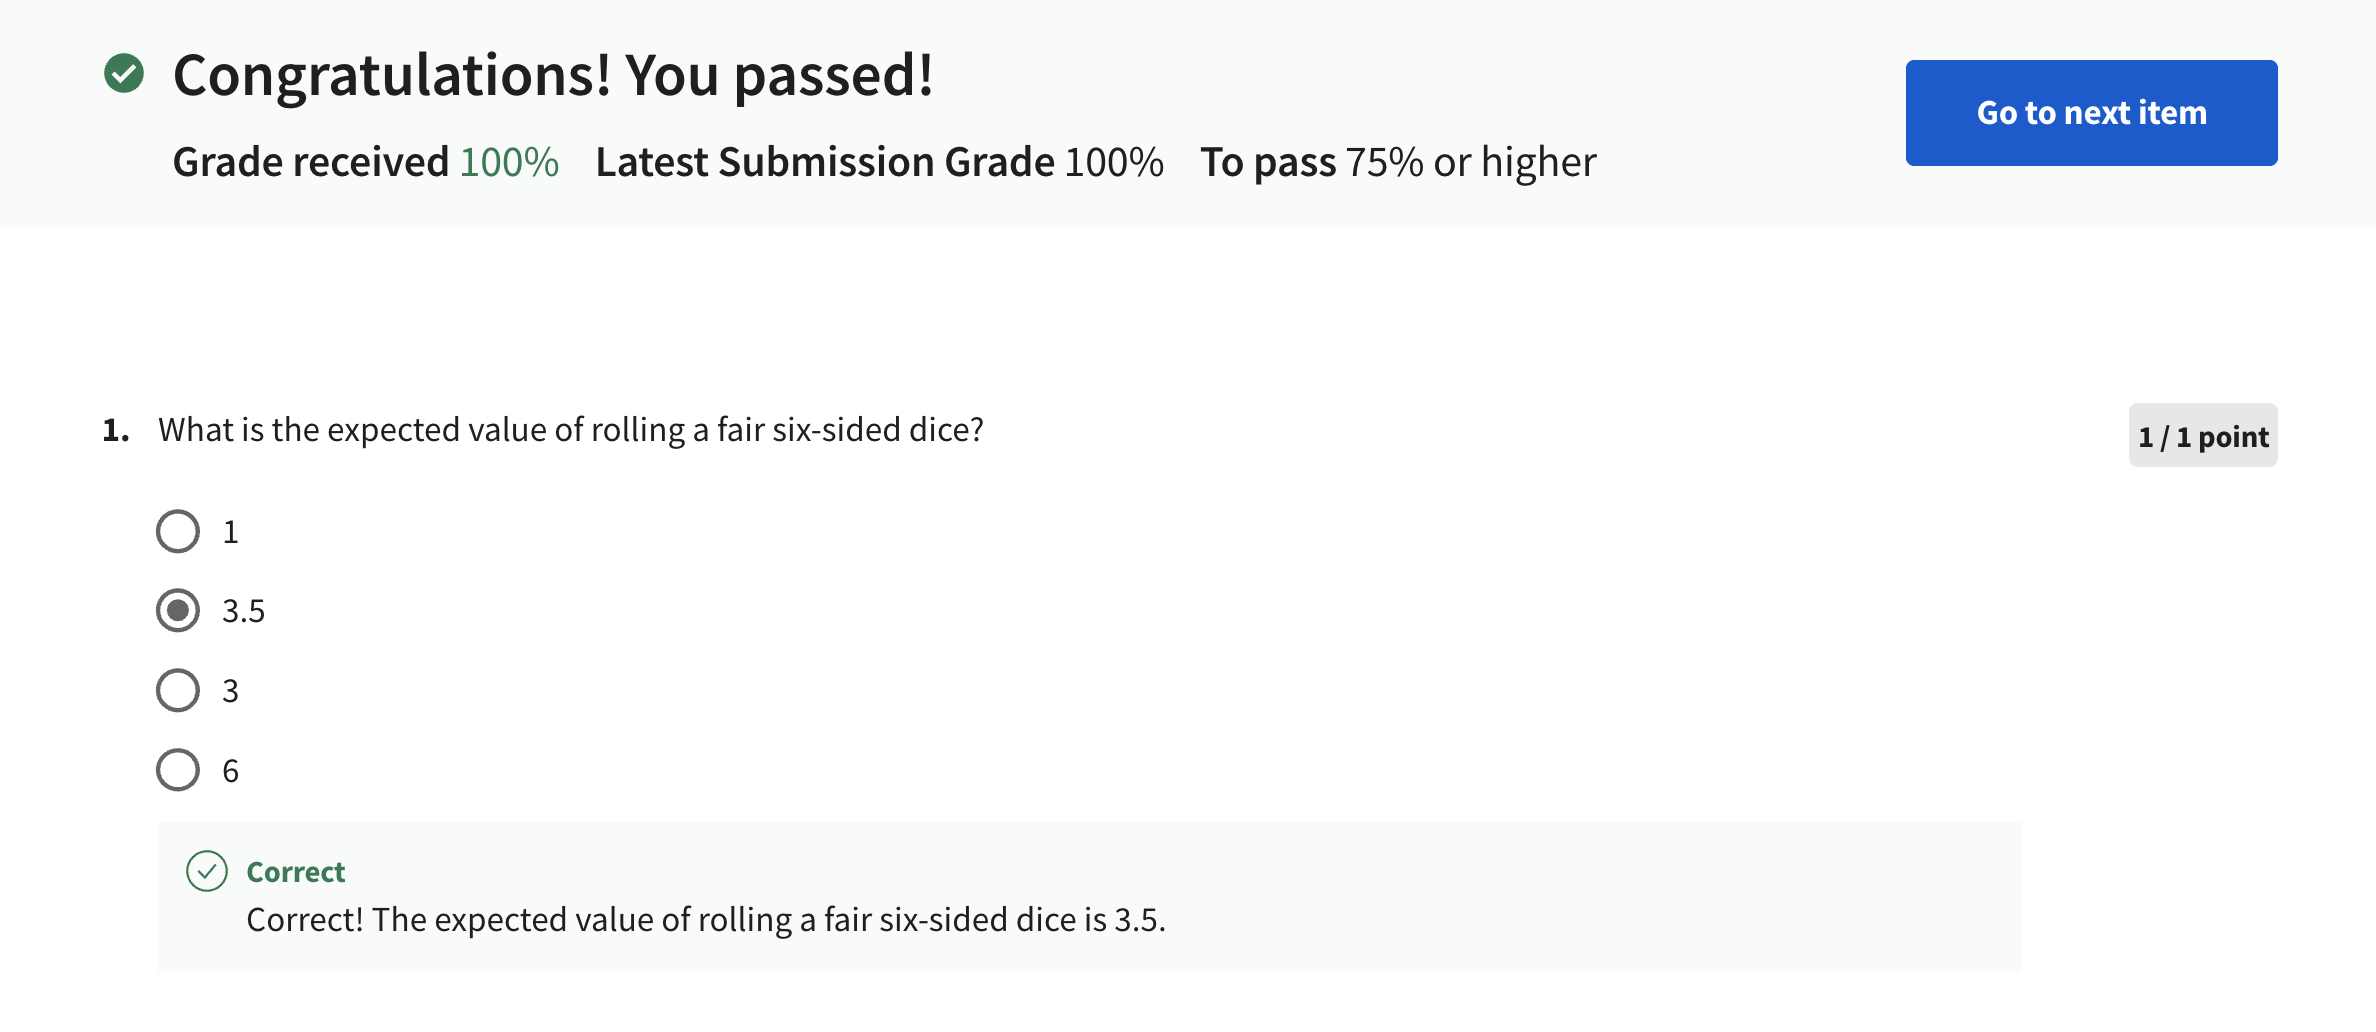 Congratulations! You passed!
Go to next item
Grade received 100% Latest Submission Grade 100% To pass 75% or higher
1. What is the expected value of rolling a fair six-sided dice?
1 / 1 point
1
3.5
3
6
Correct
Correct! The expected value of rolling a fair six-sided dice is 3.5.